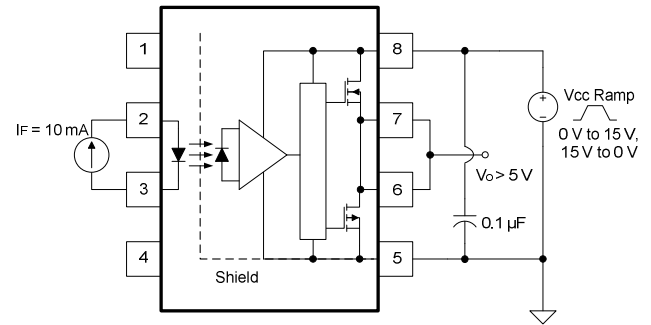 1
8
2
7
IF = 10 mA
3
6
4
5
Shield
VO > 5 V
0.1 µF
+
−
Vcc Ramp
0 V to 15 V,
15 V to 0 V